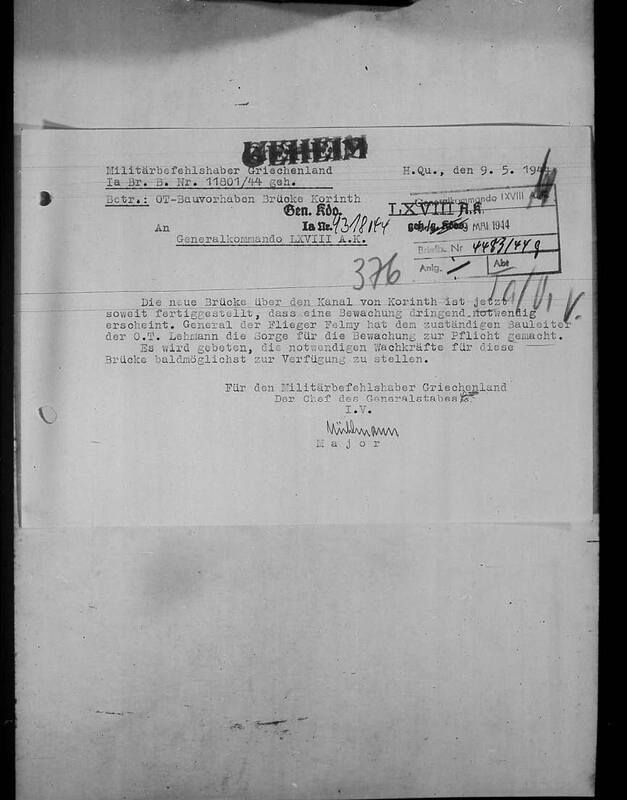 GEHEIM
Militärbefehlshaber Griechenland
Ia Br. B. Nr. 11801/44 geh.
H.Qu., den 9. 5. 1944
Betr.: OT-Bauvorhaben Brücke Korinth
Gen. Kdo. LXVIII A.K.
Ia Nr. 4318/44 geh./g.
Generalkommando LXVIII A.K.
9 MAI 1944
Briefb. Nr 4483/44 g
Anlg. Abt
An
Generalkommando LXVIII A.K.
376
Ia/V.
Die neue Brücke über den Kanal von Korinth ist jetzt
soweit fertiggestellt, dass eine Bewachung dringend notwendig
erscheint. General der Flieger Felmy hat dem zuständigen Bauleiter
der O.T. Lehmann die Sorge für die Bewachung zur Pflicht gemacht.
Es wird gebeten, die notwendigen Wachkräfte für diese
Brücke baldmöglichst zur Verfügung zu stellen.
Für den Militärbefehlshaber Griechenland
Der Chef des Generalstabes
I.V.
Major